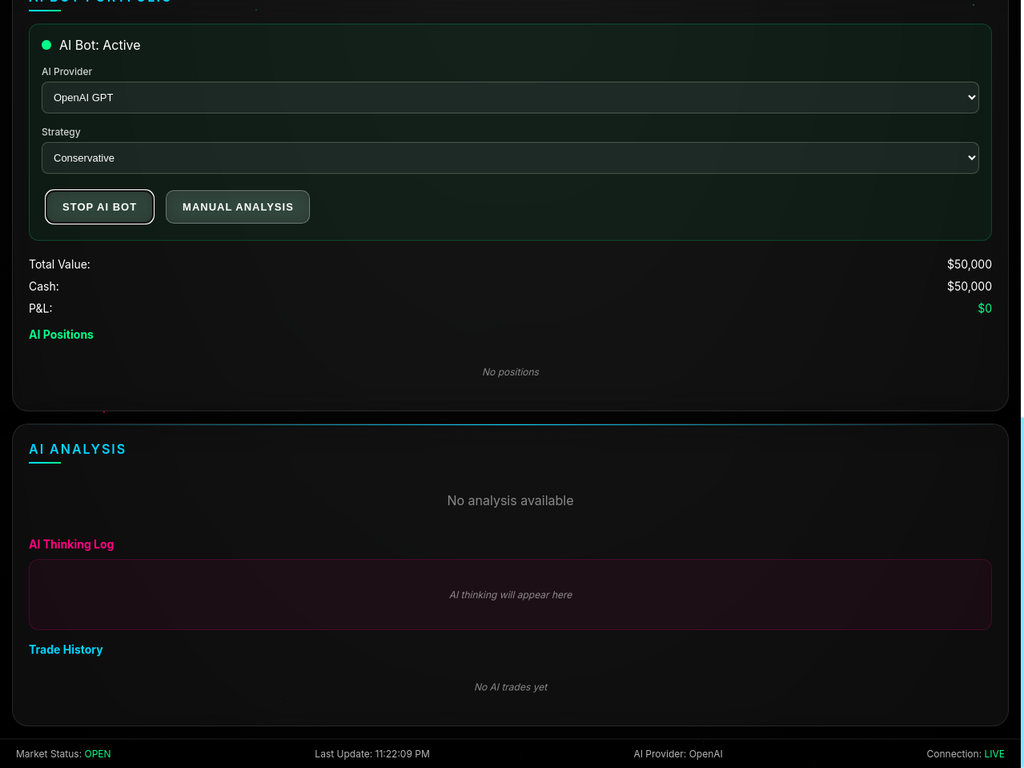 AI BOT PORTFOLIO
AI Bot: Active
AI Provider
OpenAI GPT
Strategy
Conservative
STOP AI BOT MANUAL ANALYSIS
Total Value: $50,000
Cash: $50,000
P&L: $0
AI Positions
No positions
AI ANALYSIS
No analysis available
AI Thinking Log
AI thinking will appear here
Trade History
No AI trades yet
Market Status: OPEN Last Update: 11:22:09 PM AI Provider: OpenAI Connection: LIVE